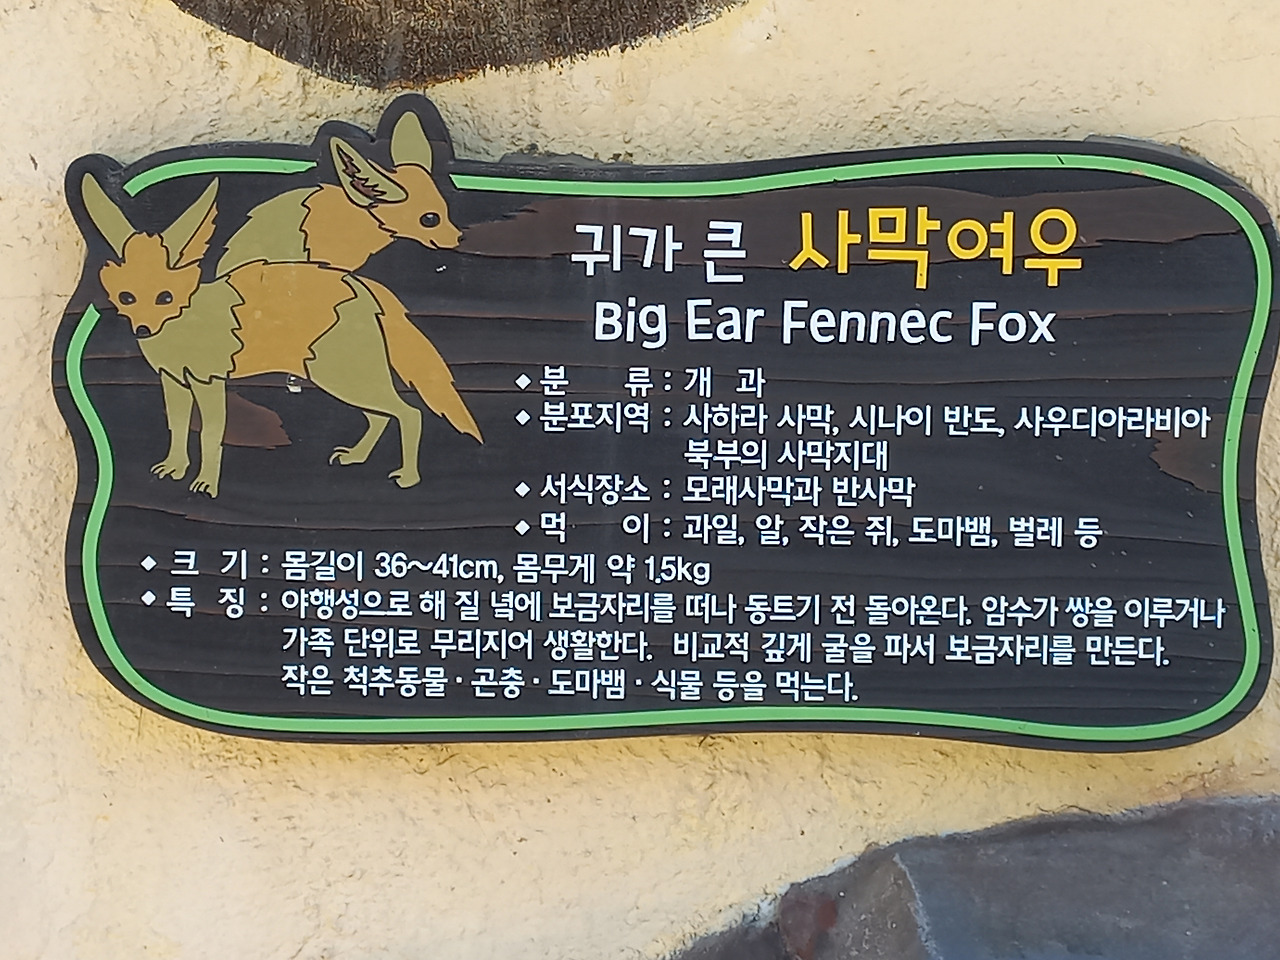 귀가 큰 사막여우
Big Ear Fennec Fox
◆ 분 류 : 개 과
◆ 분포지역 : 사하라 사막, 시나이 반도, 사우디아라비아
북부의 사막지대
◆ 서식장소 : 모래사막과 반사막
◆ 먹 이 : 과일, 알, 작은 쥐, 도마뱀, 벌레 등
◆ 크 기 : 몸길이 36~41cm, 몸무게 약 1.5kg
◆ 특 징 : 야행성으로 해 질 녘에 보금자리를 떠나 동트기 전 돌아온다. 암수가 쌍을 이루거나
가족 단위로 무리지어 생활한다. 비교적 깊게 굴을 파서 보금자리를 만든다.
작은 척추동물·곤충·도마뱀·식물 등을 먹는다.